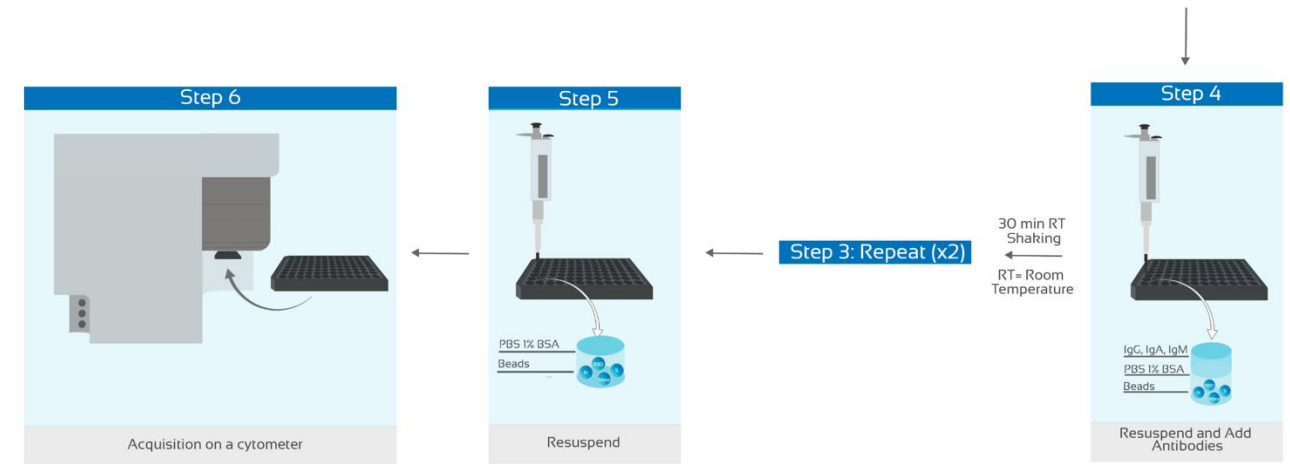 Step 6
Step 5
Step 4
30 min RT
Shaking
Step 3: Repeat (x2)
RT= Room
Temperature
PBS 1% BSA
Beads
IgG, IgA, IgM
PBS 1% BSA
Beads
Acquisition on a cytometer
Resuspend
Resuspend and Add
Antibodies